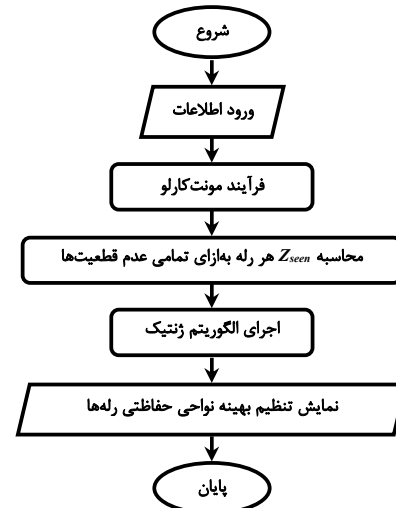 شروع
ورود اطلاعات
فرآیند مونت‌کارلو
محاسبه Zseen هر رله به‌ازای تمامی عدم قطعیت‌ها
اجرای الگوریتم ژنتیک
نمایش تنظیم بهینه نواحی حفاظتی رله‌ها
پایان